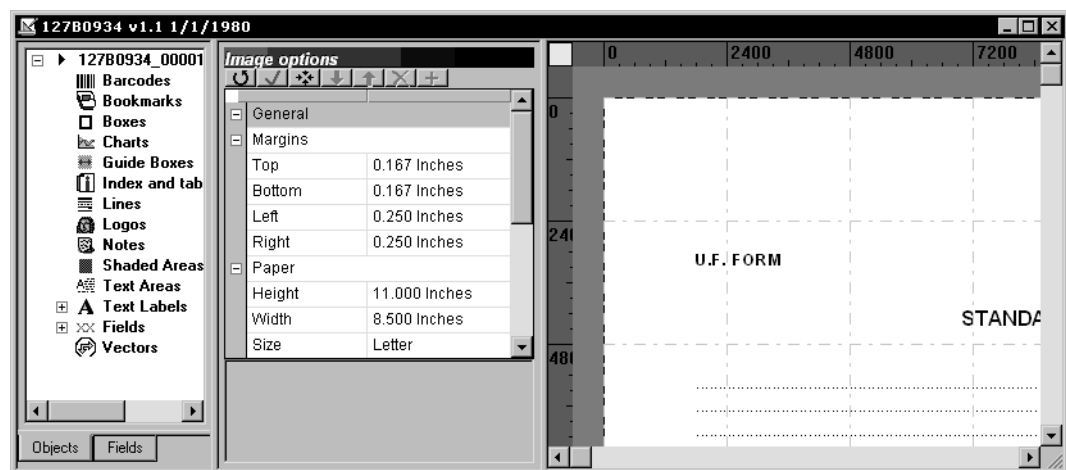 127B0934 v1.1 1/1/1980
127B0934_00001
Barcodes
Bookmarks
Boxes
Charts
Guide Boxes
Index and tab
Lines
Logos
Notes
Shaded Areas
Text Areas
Text Labels
Fields
Vectors
Objects Fields
Image options
General
Margins
Top 0.167 Inches
Bottom 0.167 Inches
Left 0.250 Inches
Right 0.250 Inches
Paper
Height 11.000 Inches
Width 8.500 Inches
Size Letter
0 2400 4800 7200
0
240
480
U.F. FORM
STANDA